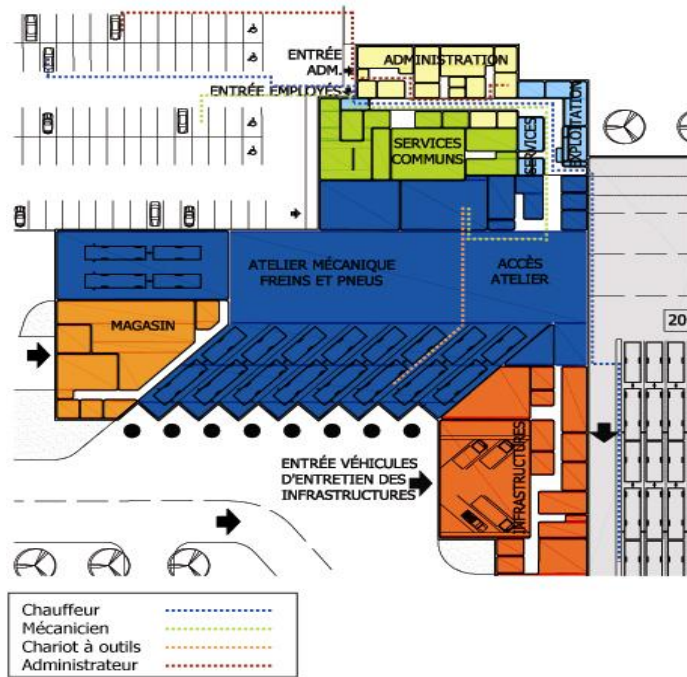 ENTRÉE
ADM.
ADMINISTRATION
ENTRÉE EMPLOYÉS
SERVICES
COMMUNS
SERVICES
EXPLOITATION
ATELIER MÉCANIQUE
FREINS ET PNEUS
ACCÈS
ATELIER
MAGASIN
20
ENTRÉE VÉHICULES
D'ENTRETIEN DES
INFRASTRUCTURES
INFRASTRUCTURES
Chauffeur
Mécanicien
Chariot à outils
Administrateur